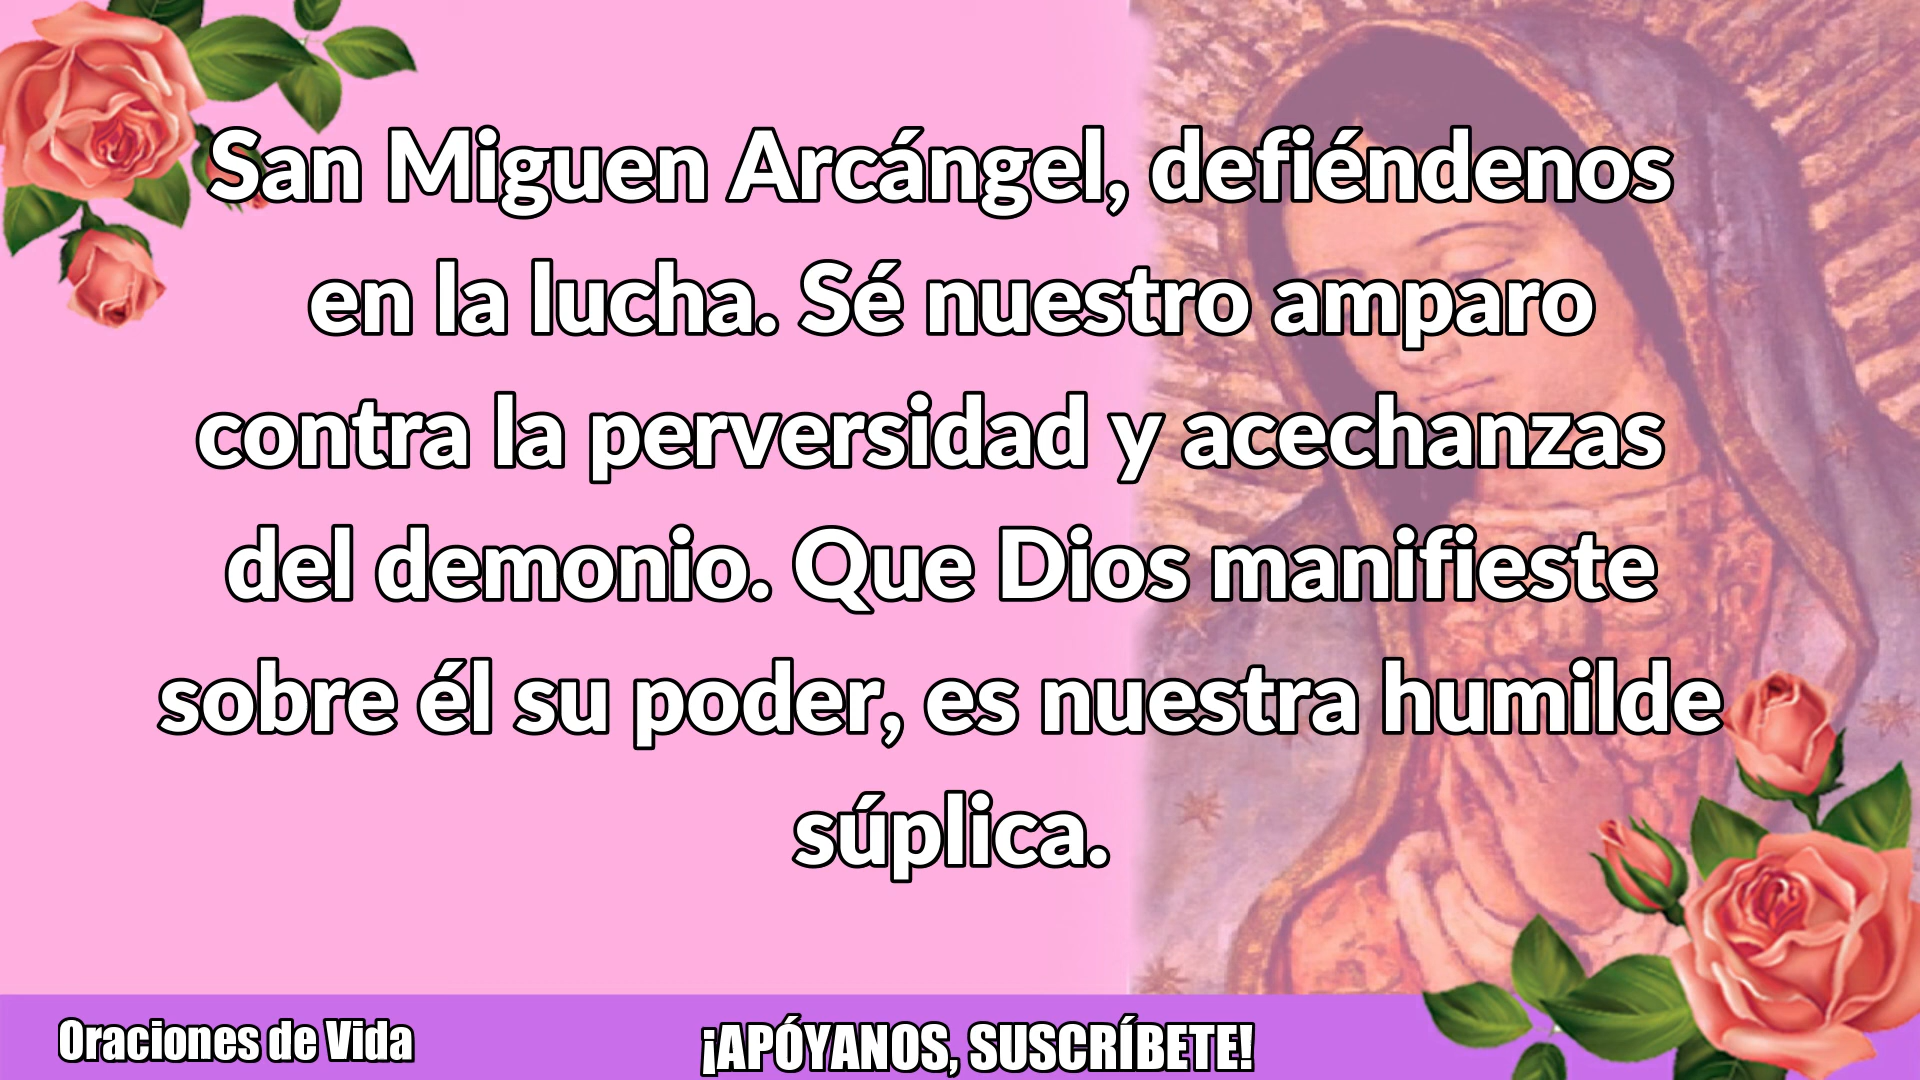 San Miguen Arcángel, defiéndenos
en la lucha. Sé nuestro amparo
contra la perversidad y acechanzas
del demonio. Que Dios manifieste
sobre él su poder, es nuestra humilde
súplica.
Oraciones de Vida
¡APÓYANOS, SUSCRÍBETE!